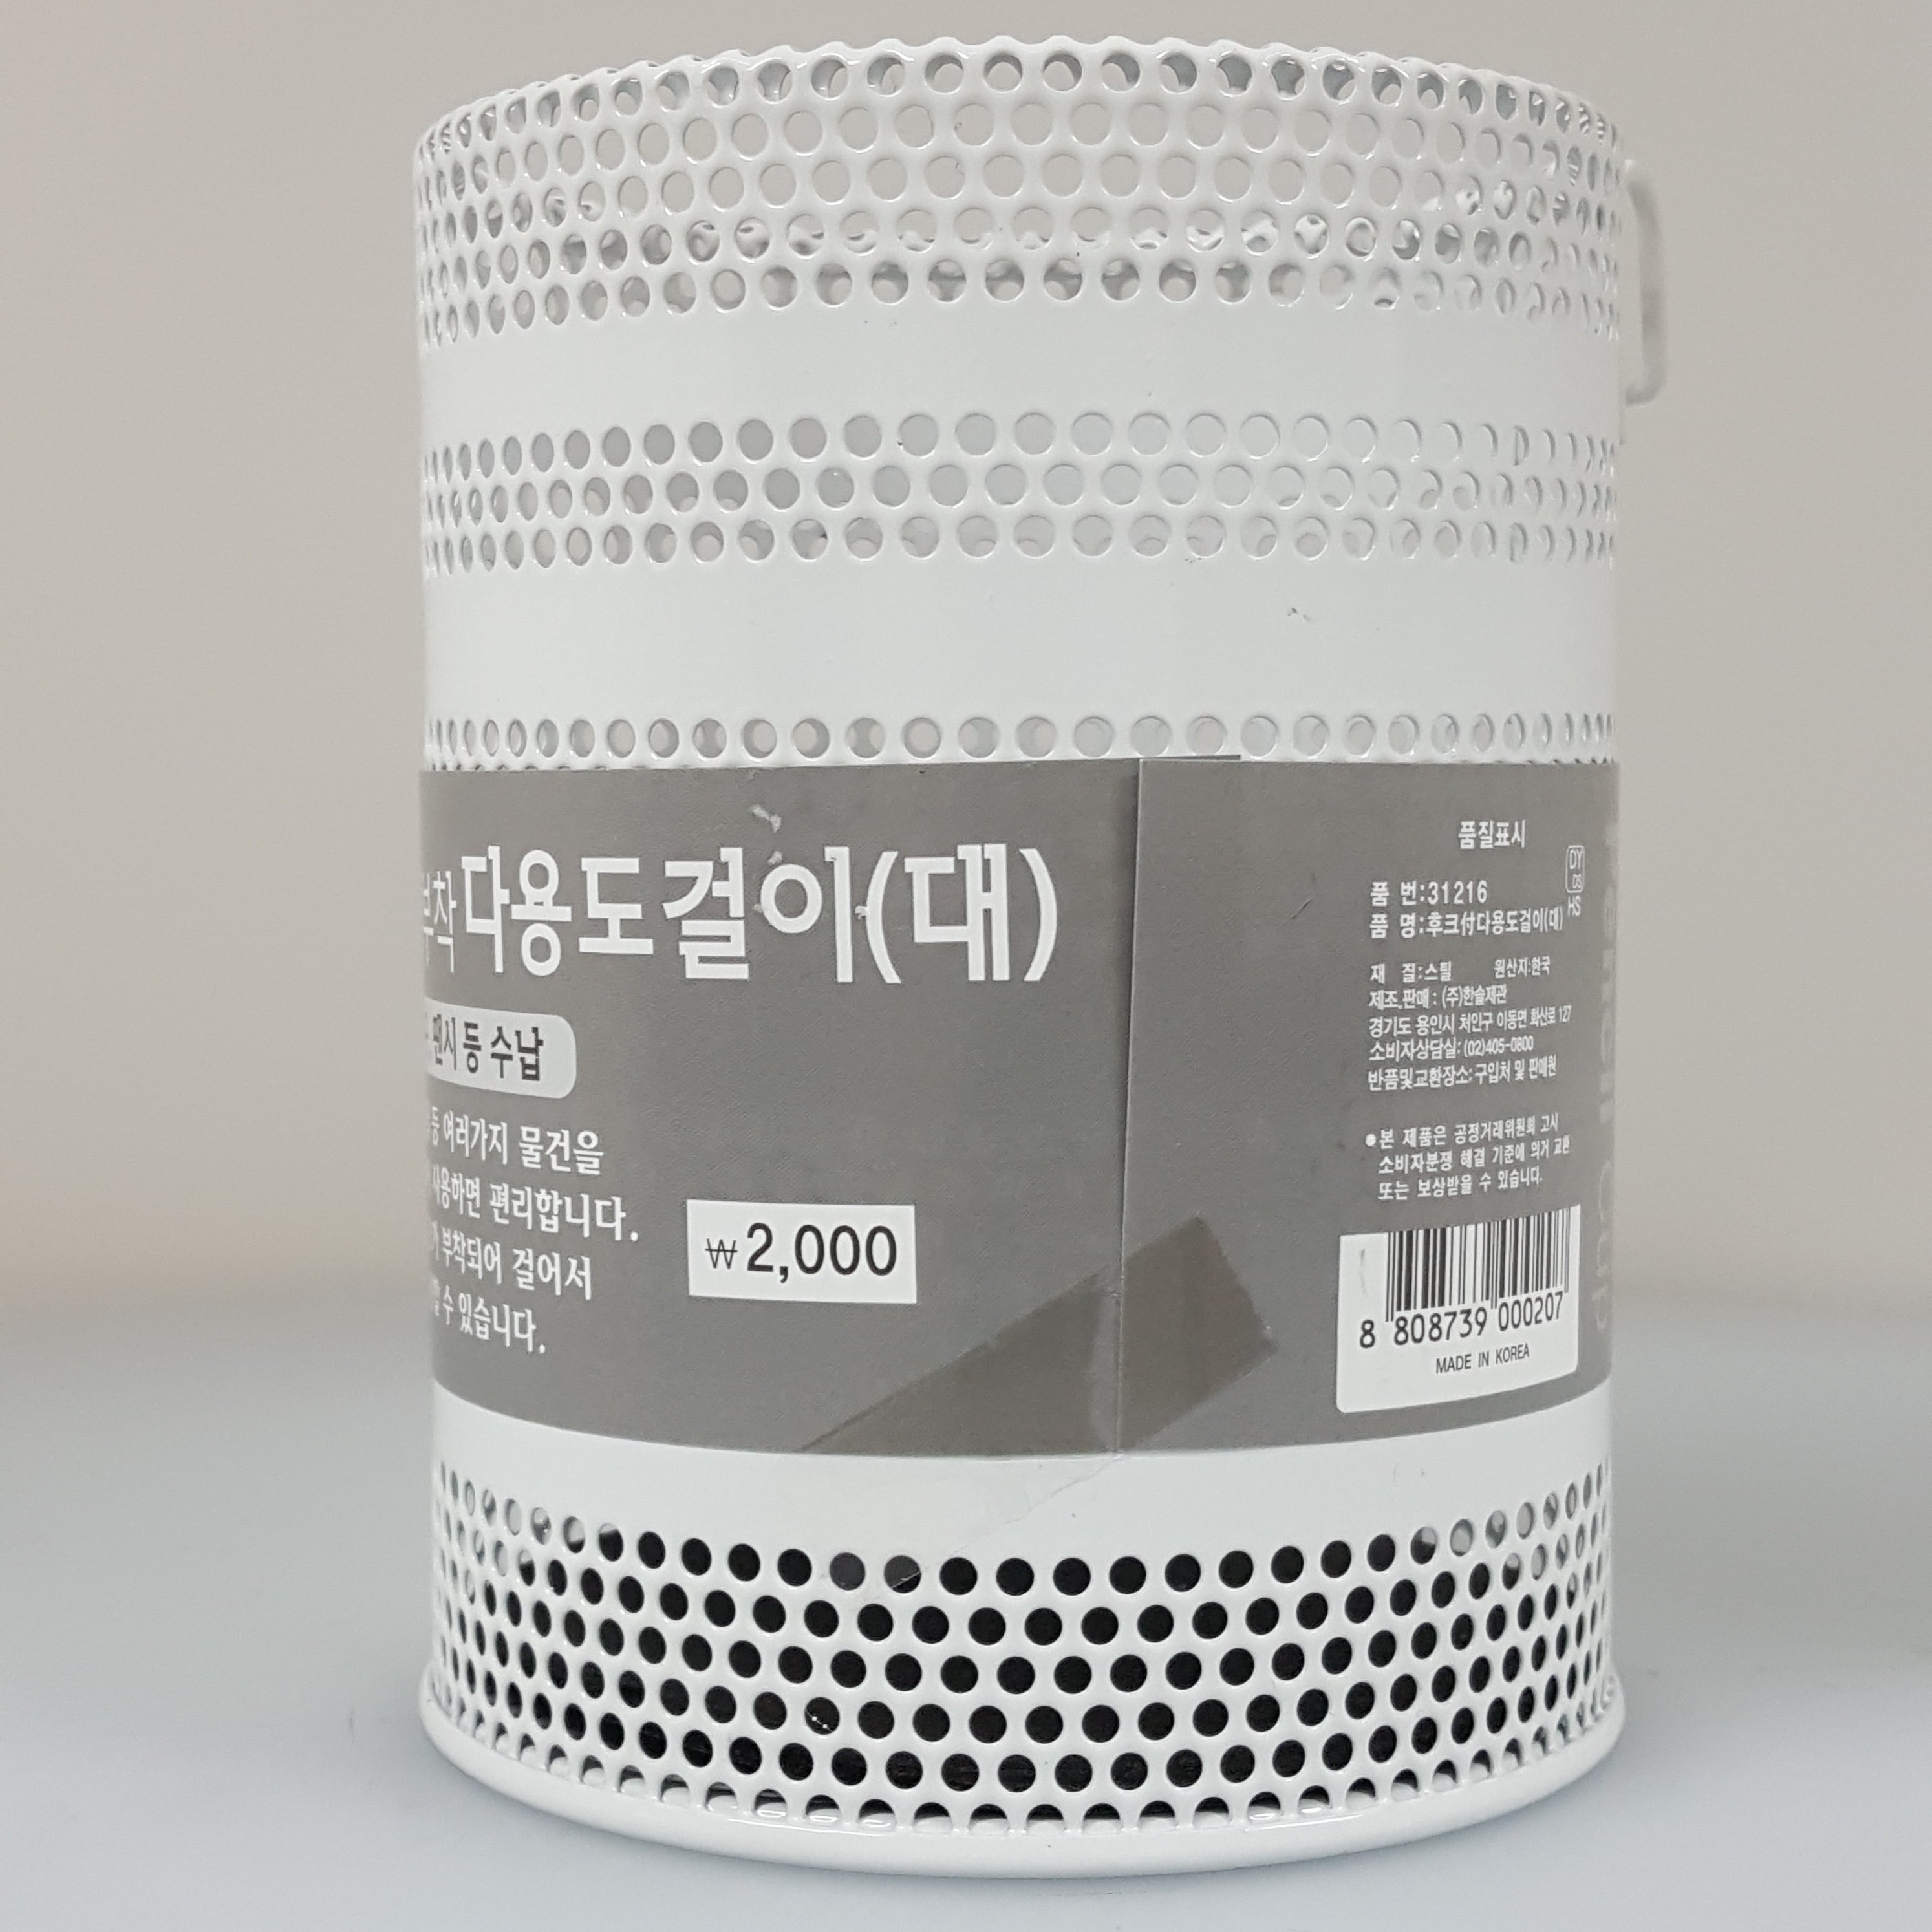 부착 다용도걸이(대)
팬시 등 수납
등 여러가지 물건을
사용하면 편리합니다.
부착되어 걸어서
수 있습니다.
₩2,000
품질표시
DY
DS
HS
품 번:31216
품 명:후크付다용도걸이(대)
재 질:스틸 원산지:한국
제조,판매 : (주)한솔제관
경기도 용인시 처인구 이동면 화산로 127
소비자상담실: (02)405-0800
반품및교환장소:구입처 및 판매원
●본 제품은 공정거래위원회 고시
소비자분쟁 해결 기준에 의거 교환
또는 보상받을 수 있습니다.
8 808739 000207
MADE IN KOREA